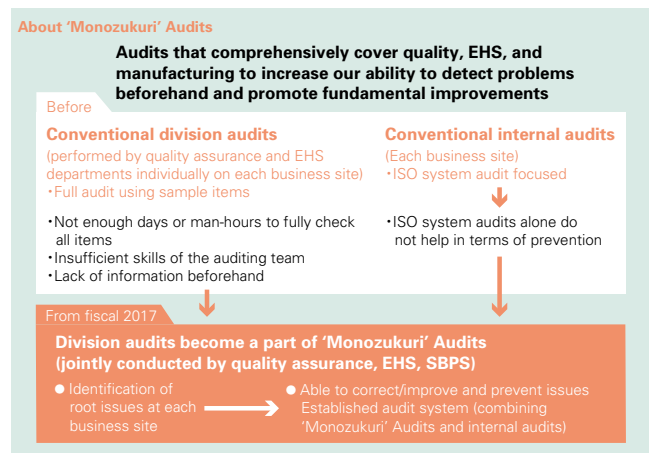 About ‘Monozukuri’ Audits
Audits that comprehensively cover quality, EHS, and
manufacturing to increase our ability to detect problems
beforehand and promote fundamental improvements
Before
Conventional division audits
(performed by quality assurance and EHS
departments individually on each business site)
・Full audit using sample items
・Not enough days or man-hours to fully check
all items
・Insufficient skills of the auditing team
・Lack of information beforehand
Conventional internal audits
(Each business site)
・ISO system audit focused
・ISO system audits alone do
not help in terms of prevention
From fiscal 2017
Division audits become a part of ‘Monozukuri’ Audits
(jointly conducted by quality assurance, EHS, SBPS)
● Identification of
root issues at each
business site
● Able to correct/improve and prevent issues
Established audit system (combining
‘Monozukuri’ Audits and internal audits)